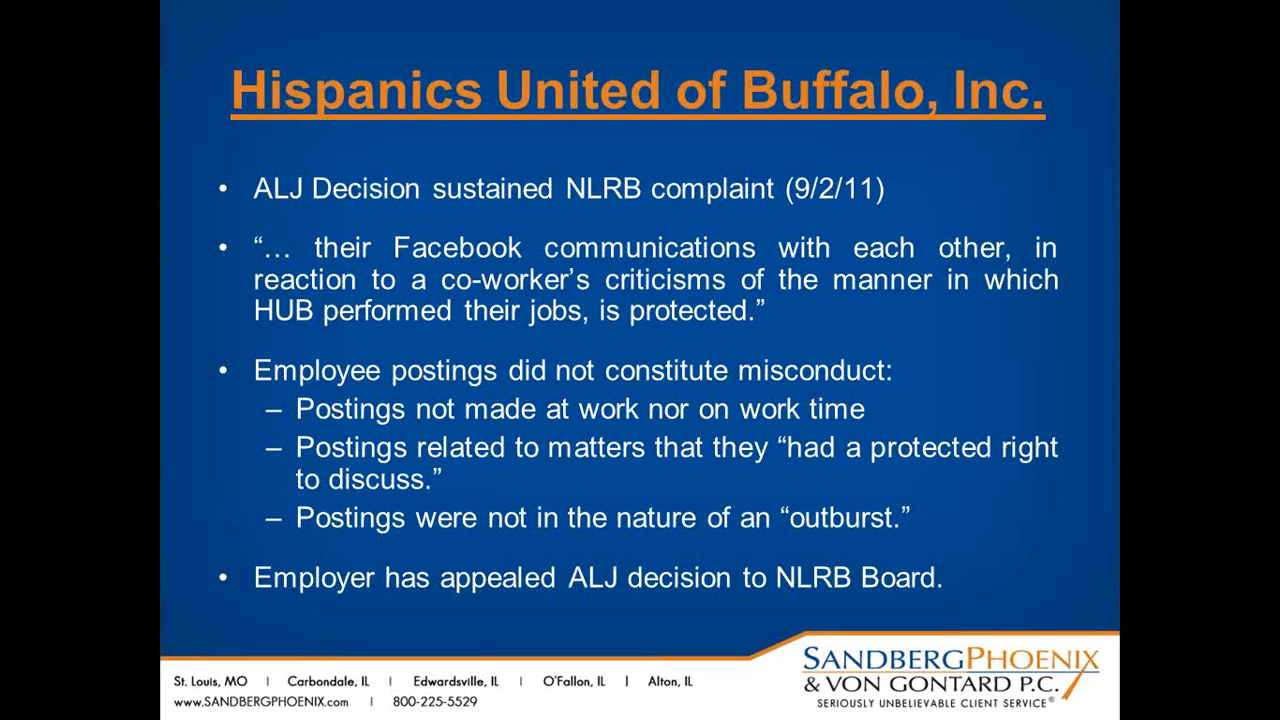 Hispanics United of Buffalo, Inc.
• ALJ Decision sustained NLRB complaint (9/2/11)
• “… their Facebook communications with each other, in
reaction to a co-worker’s criticisms of the manner in which
HUB performed their jobs, is protected.”
• Employee postings did not constitute misconduct:
– Postings not made at work nor on work time
– Postings related to matters that they “had a protected right
to discuss.”
– Postings were not in the nature of an “outburst.”
• Employer has appealed ALJ decision to NLRB Board.
St. Louis, MO | Carbondale, IL | Edwardsville, IL | O'Fallon, IL | Alton, IL
www.SANDBERGPHOENIX.com | 800-225-5529
SANDBERGPHOENIX
& VON GONTARD P.C.
SERIOUSLY UNBELIEVABLE CLIENT SERVICE®